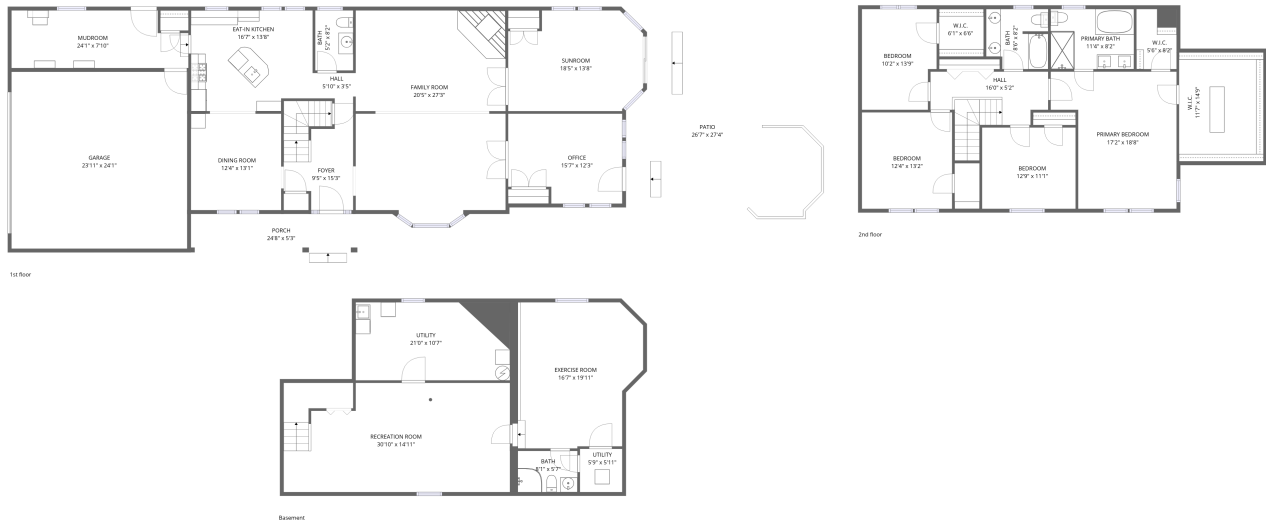 MUDROOM
24'1" x 7'10"
EAT-IN KITCHEN
16'7" x 13'8"
BATH
5'2" x 8'2"
HALL
5'10" x 3'5"
FAMILY ROOM
20'5" x 27'3"
SUNROOM
18'5" x 13'8"
GARAGE
23'11" x 24'1"
DINING ROOM
12'4" x 13'1"
FOYER
9'5" x 15'3"
OFFICE
15'7" x 12'3"
PATIO
26'7" x 27'4"
PORCH
24'8" x 5'3"
1st floor
BEDROOM
10'2" x 13'9"
W.I.C.
6'1" x 6'6"
BATH
8'6" x 8'2"
PRIMARY BATH
11'4" x 8'2"
W.I.C.
5'6" x 8'2"
HALL
16'0" x 5'2"
W.I.C.
11'7" x 14'9"
PRIMARY BEDROOM
17'2" x 18'8"
BEDROOM
12'4" x 13'2"
BEDROOM
12'9" x 11'1"
2nd floor
UTILITY
21'0" x 10'7"
EXERCISE ROOM
16'7" x 19'11"
RECREATION ROOM
30'10" x 14'11"
BATH
8'1" x 5'7"
UTILITY
5'9" x 5'11"
Basement